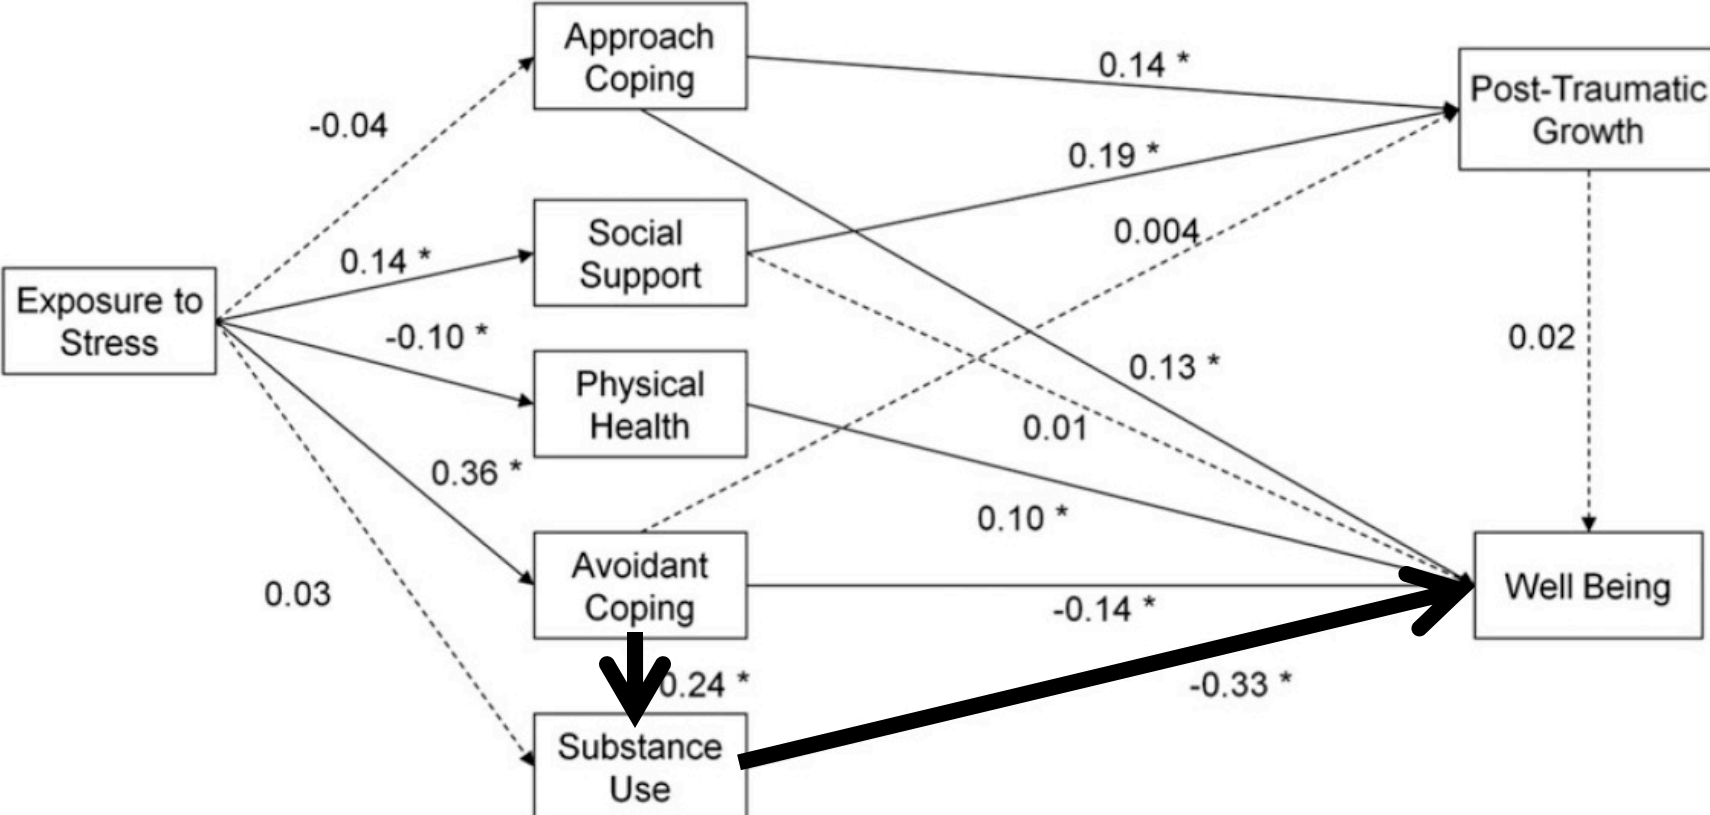 Approach
Coping
0.14 *
Post-Traumatic
Growth
-0.04
0.19 *
Social
Support
0.004
0.14 *
Exposure to
Stress
-0.10 *
0.02
Physical
Health
0.13 *
0.01
0.36 *
0.10 *
Avoidant
Coping
0.03
-0.14 *
Well Being
0.24 *
-0.33 *
Substance
Use